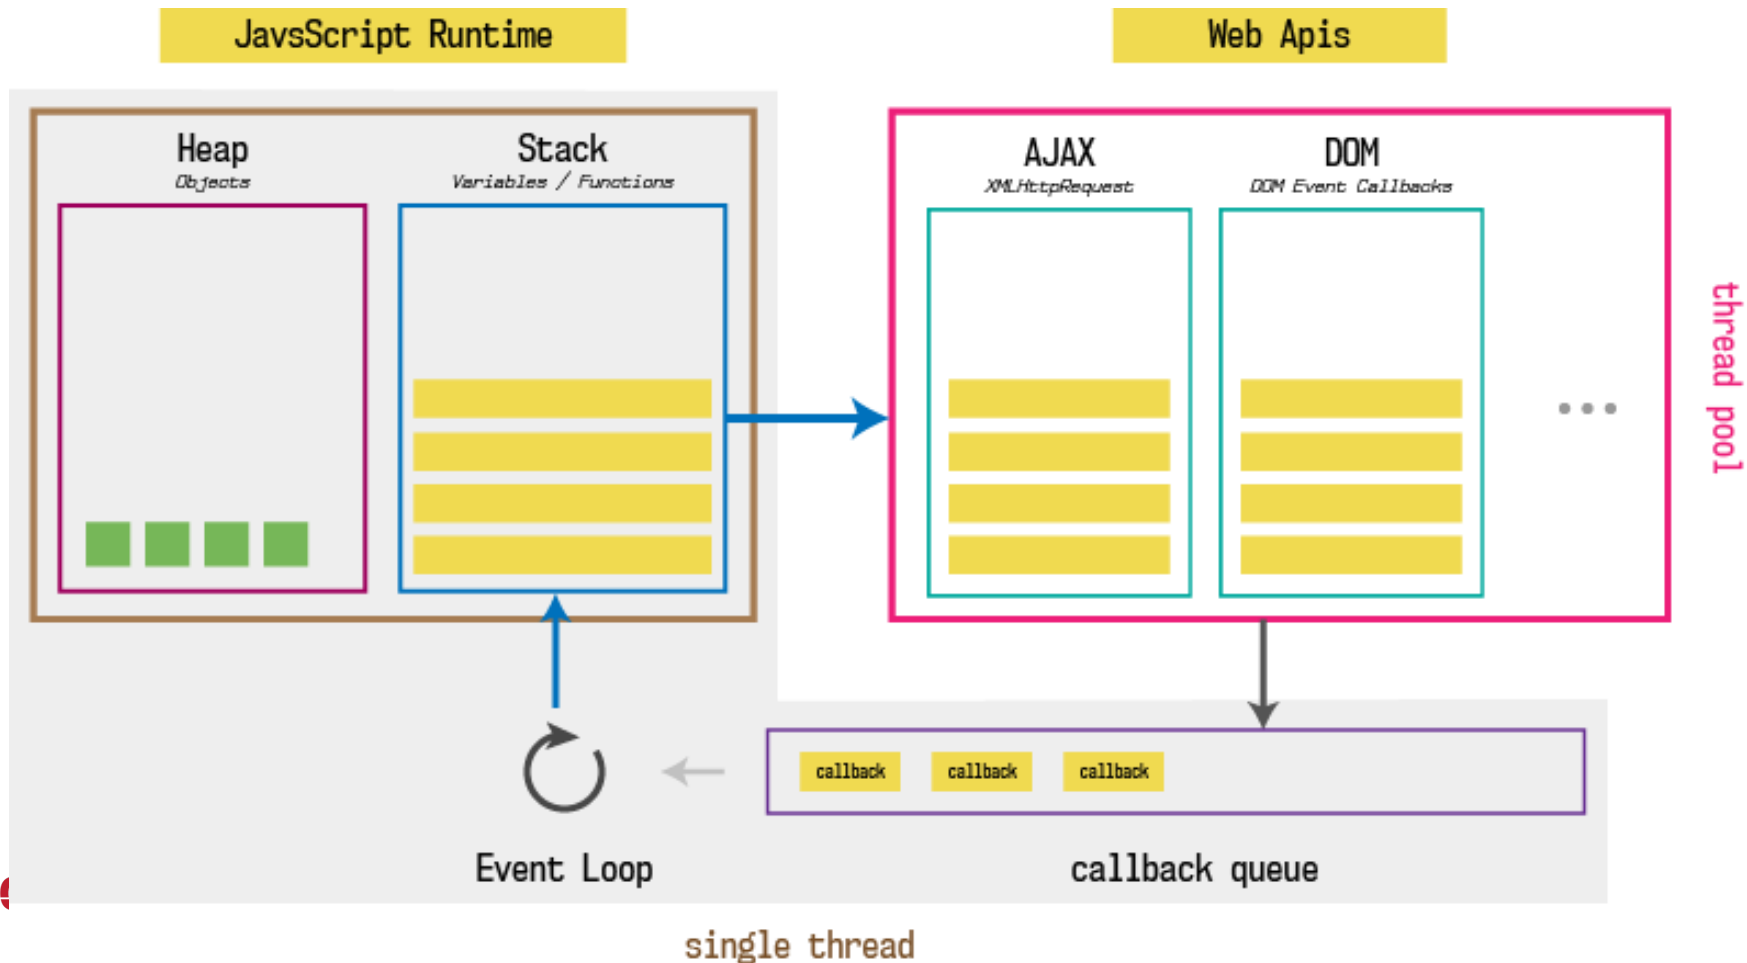 JavsScript Runtime
Web Apis
Heap
Objects
Stack
Variables / Functions
AJAX
XMLHttpRequest
DOM
DOM Event Callbacks
thread pool
callback callback callback
Event Loop
callback queue
single thread